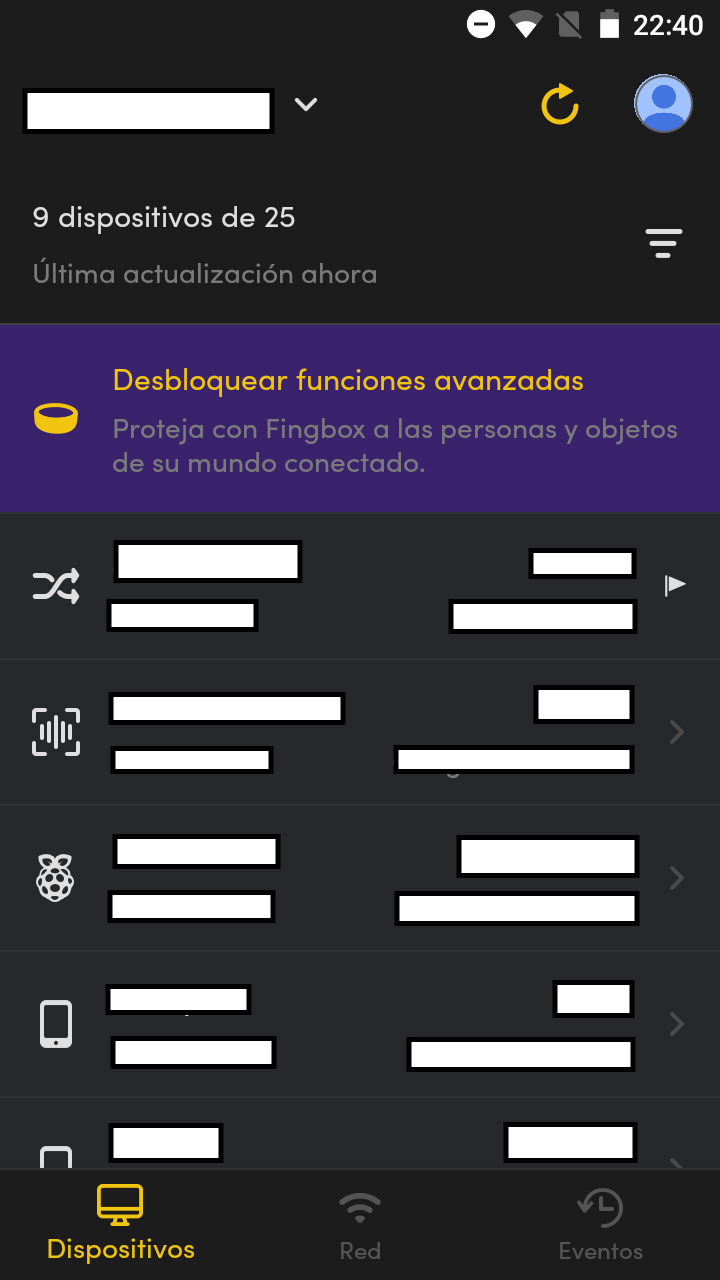 22:40
9 dispositivos de 25
Última actualización ahora
Desbloquear funciones avanzadas
Proteja con Fingbox a las personas y objetos
de su mundo conectado.
Dispositivos
Red
Eventos